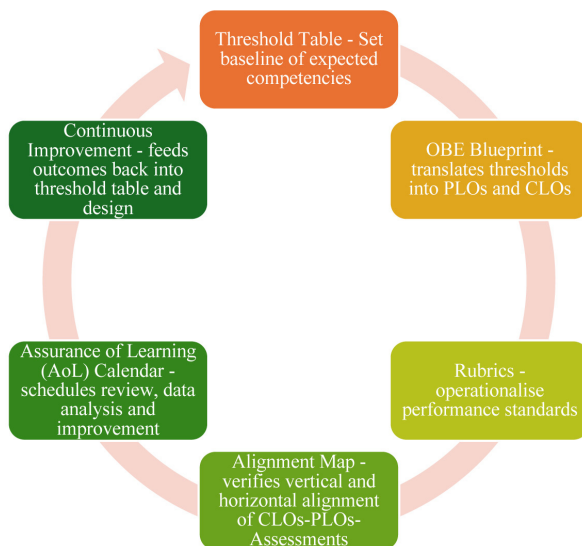 Threshold Table - Set
baseline of expected
competencies
OBE Blueprint -
translates thresholds
into PLOs and CLOs
Rubrics -
operationalise
performance standards
Alignment Map -
verifies vertical and
horizontal alignment
of CLOs-PLOs-
Assessments
Assurance of Learning
(AoL) Calendar -
schedules review, data
analysis and
improvement
Continuous
Improvement - feeds
outcomes back into
threshold table and
design